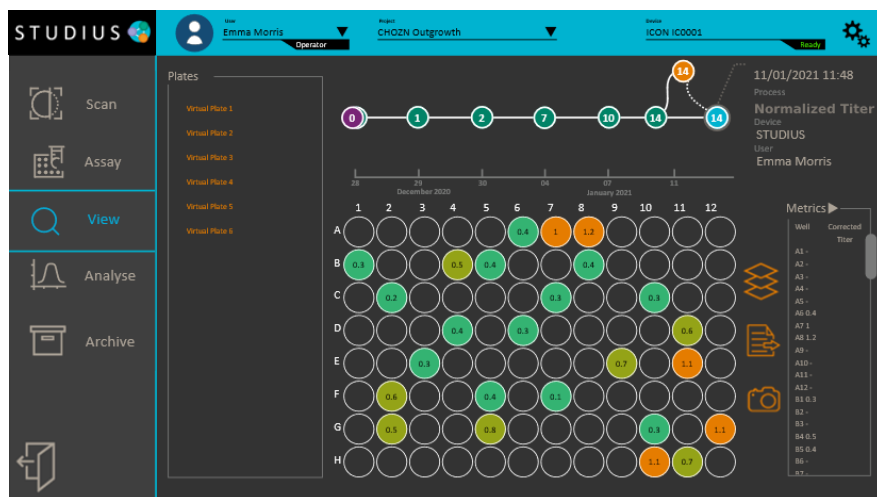 STUDIUS
User
Emma Morris
Operator
Project
CHOZN Outgrowth
Device
ICON IC0001
Ready
Scan
Assay
View
Analyse
Archive
Plates
Virtual Plate 1
Virtual Plate 2
Virtual Plate 3
Virtual Plate 4
Virtual Plate 5
Virtual Plate 6
14
0 1 2 7 10 14 14
28 29 30 04 07 11
December 2020 January 2021
11/01/2021 11:48
Process
Normalized Titer
Device
STUDIUS
User
Emma Morris
1 2 3 4 5 6 7 8 9 10 11 12
A 0.4 1 1.2
B 0.3 0.5 0.4 0.4
C 0.2 0.3 0.3
D 0.4 0.3 0.6
E 0.3 0.7 1.1
F 0.6 0.4 0.1
G 0.5 0.8 0.3 1.1
H 1.1 0.7
Metrics
Well Corrected
Titer
A1 -
A2 -
A3 -
A4 -
A5 -
A6 0.4
A7 1
A8 1.2
A9 -
A10 -
A11 -
A12 -
B1 0.3
B2 -
B3 -
B4 0.5
B5 0.4
B6 -
B7 -